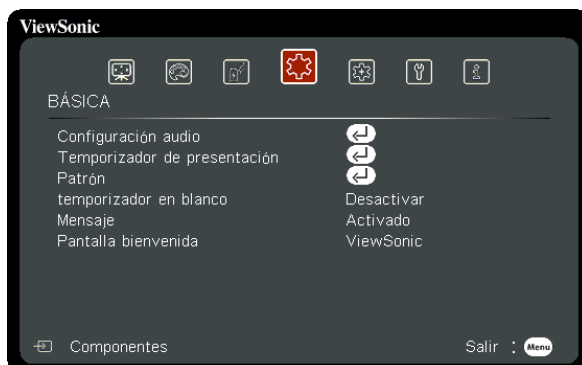 ViewSonic
BÁSICA
Configuración audio
Temporizador de presentación
Patrón
temporizador en blanco Desactivar
Mensaje Activado
Pantalla bienvenida ViewSonic
Componentes Salir : Menu